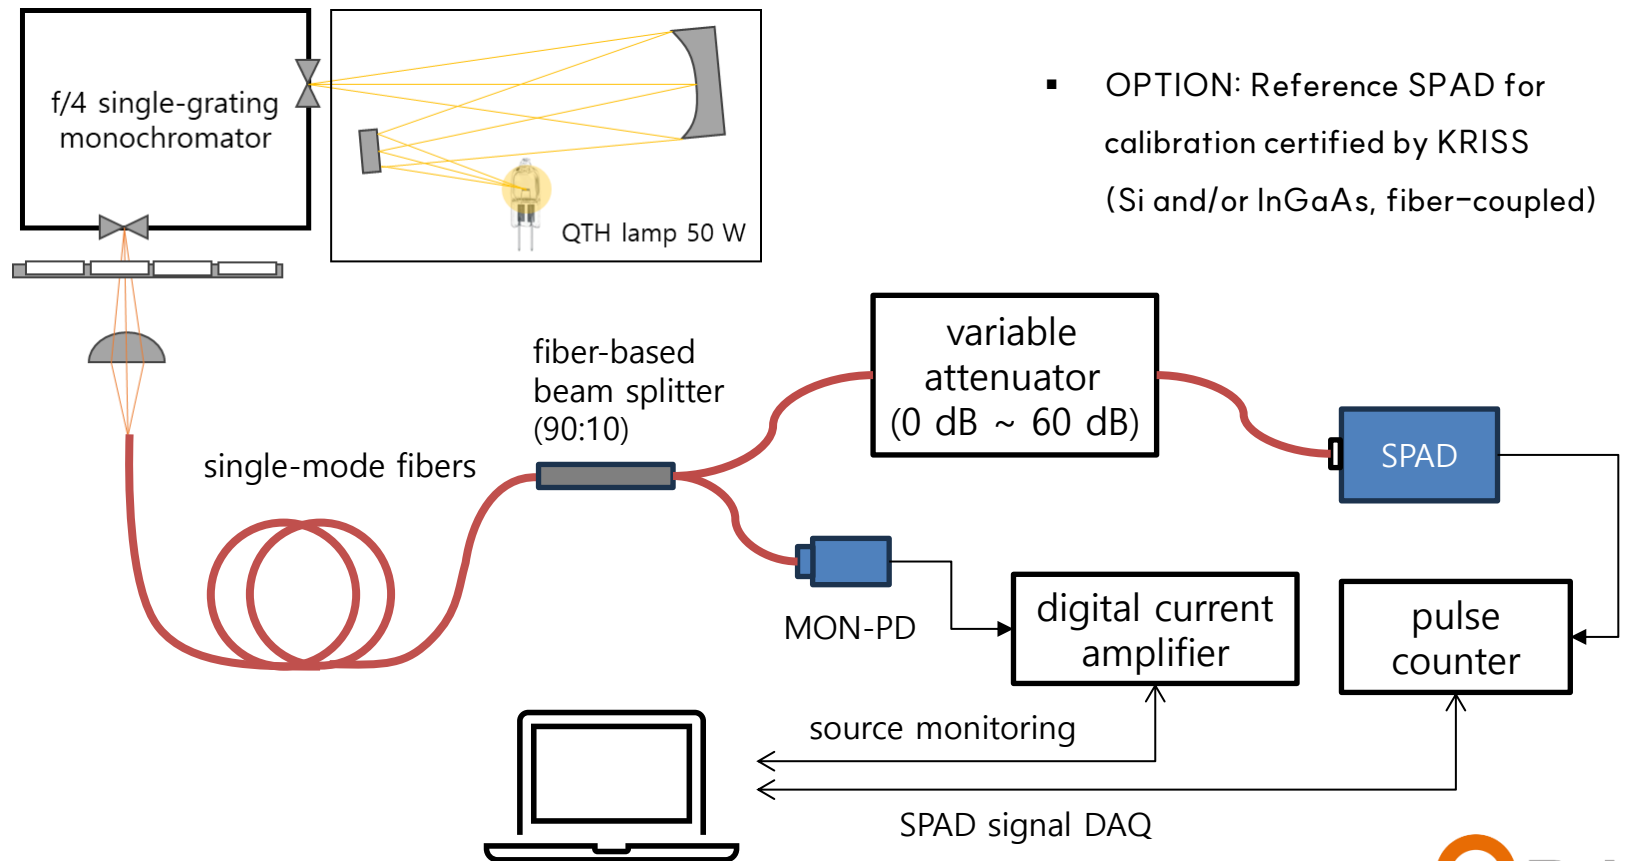 f/4 single-grating
monochromator
QTH lamp 50 W
▪ OPTION: Reference SPAD for
calibration certified by KRISS
(Si and/or InGaAs, fiber-coupled)
fiber-based
beam splitter
(90:10)
variable
attenuator
(0 dB ~ 60 dB)
SPAD
single-mode fibers
MON-PD
digital current
amplifier
pulse
counter
source monitoring
SPAD signal DAQ